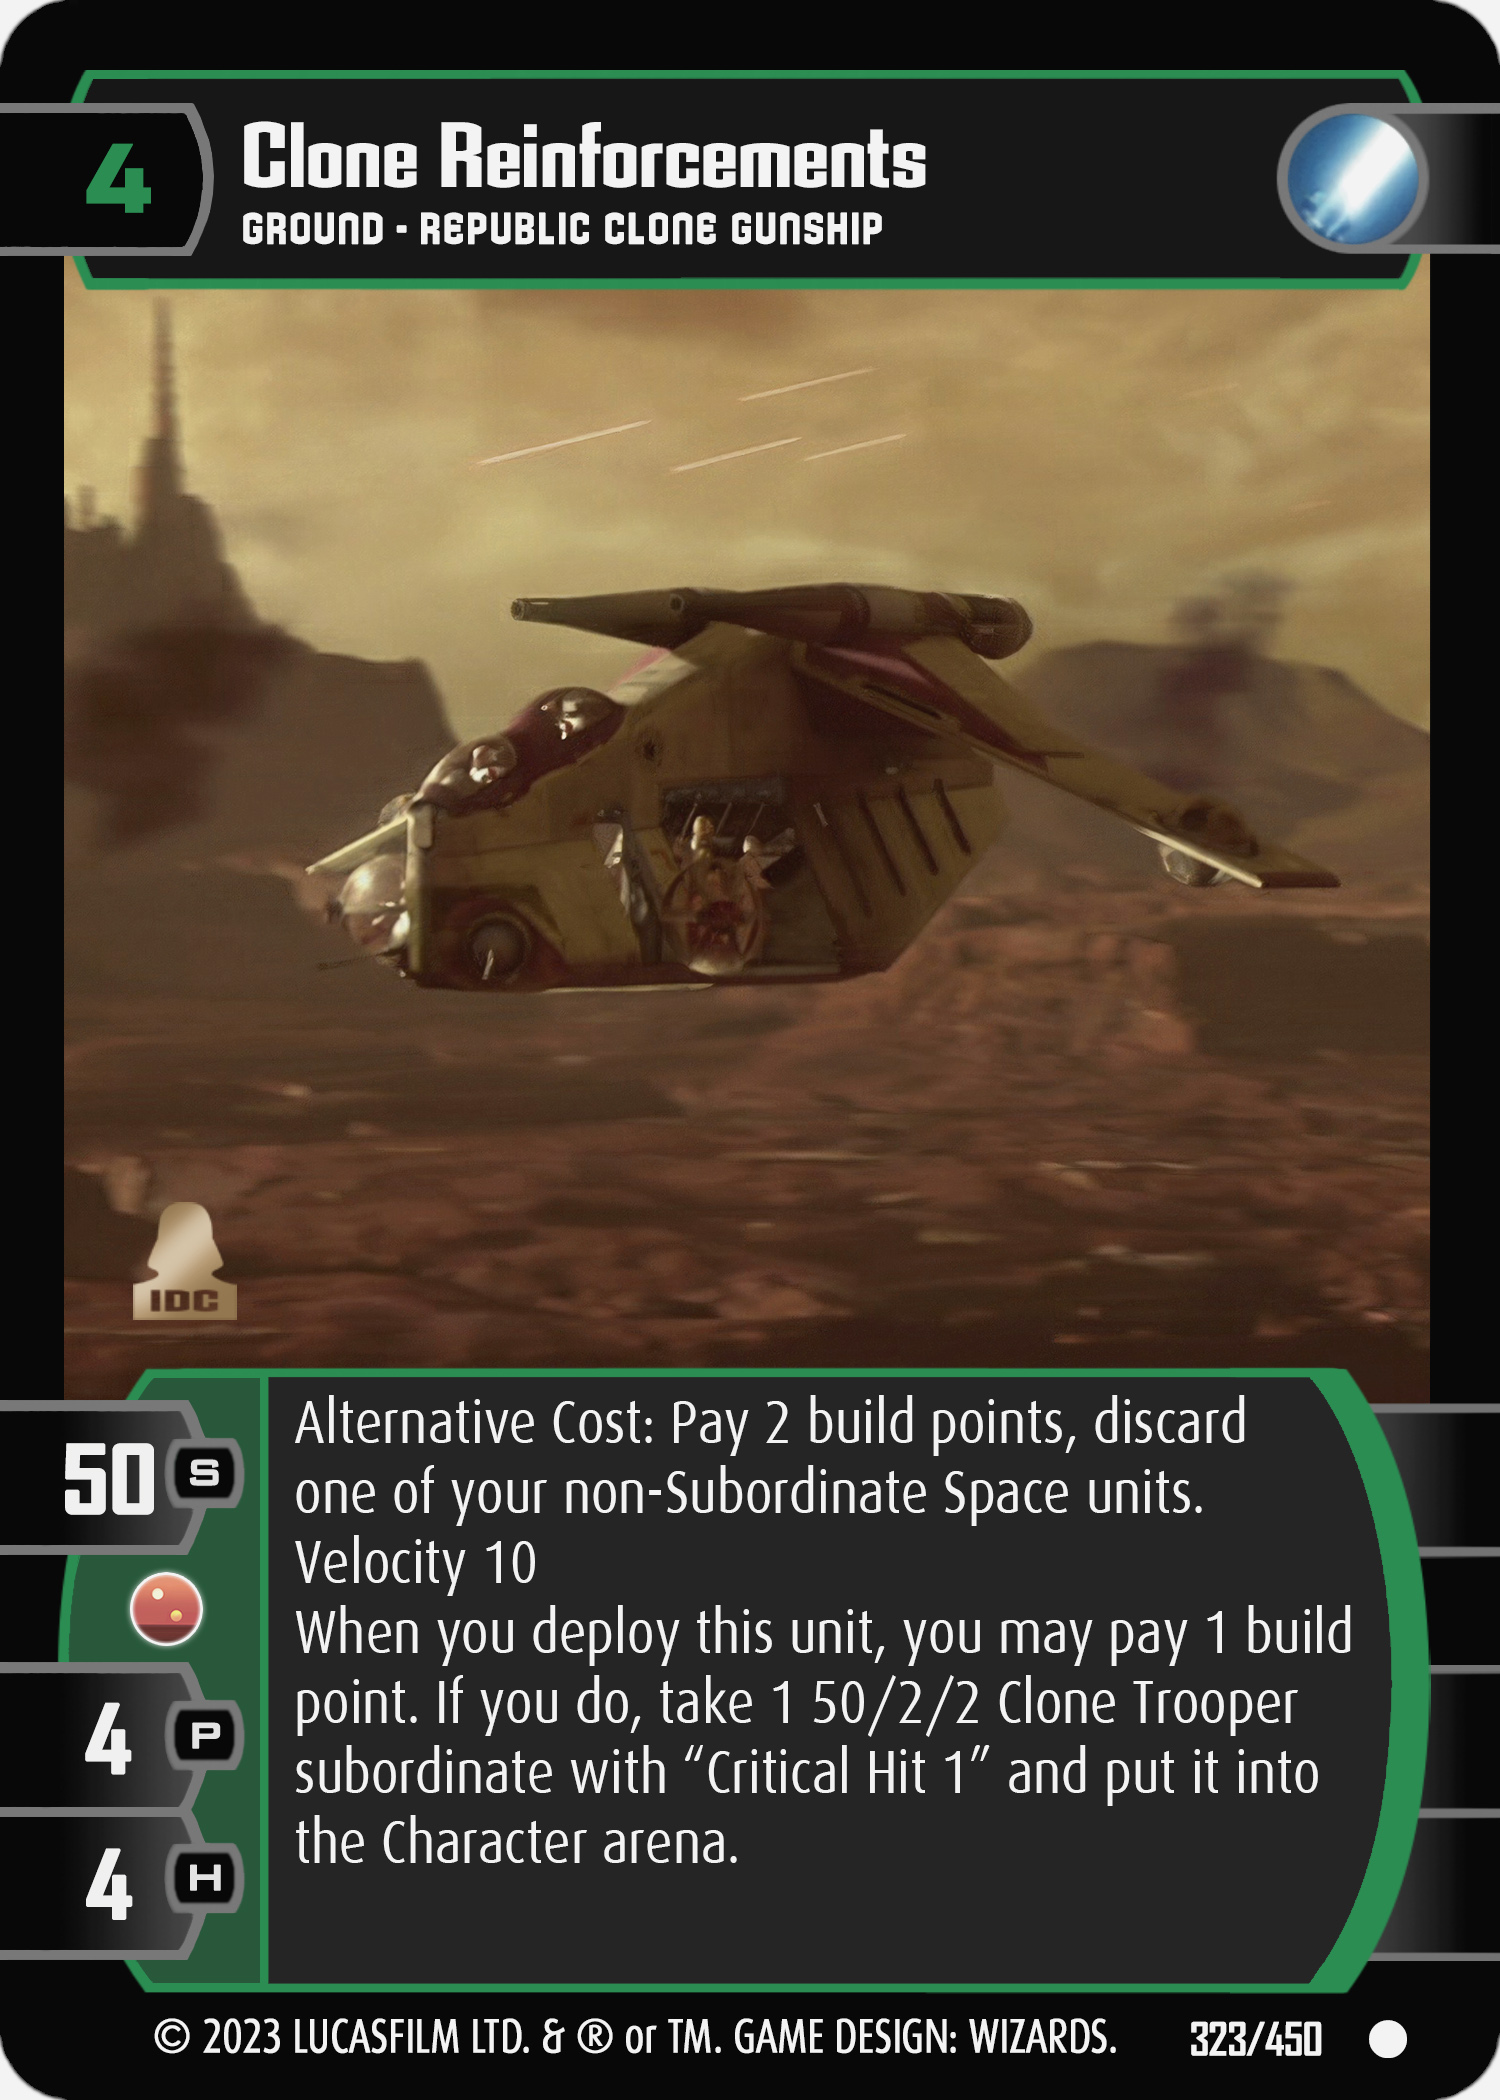 4
Clone Reinforcements
GROUND - REPUBLIC CLONE GUNSHIP
IDC
50 S
4 P
4 H
Alternative Cost: Pay 2 build points, discard
one of your non-Subordinate Space units.
Velocity 10
When you deploy this unit, you may pay 1 build
point. If you do, take 1 50/2/2 Clone Trooper
subordinate with “Critical Hit 1” and put it into
the Character arena.
© 2023 LUCASFILM LTD. & ® or TM. GAME DESIGN: WIZARDS.
323/450